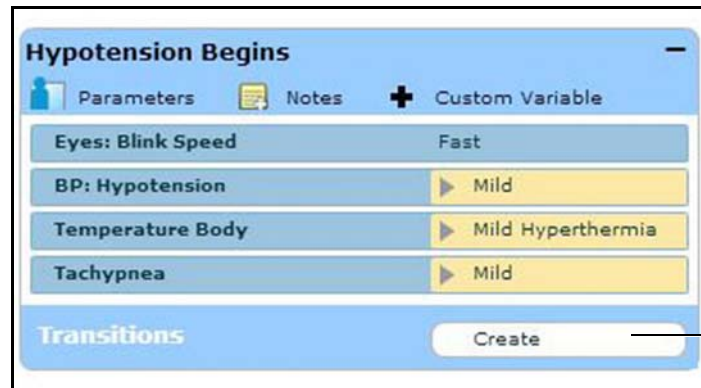 Hypotension Begins
Parameters Notes Custom Variable
Eyes: Blink Speed Fast
BP: Hypotension Mild
Temperature Body Mild Hyperthermia
Tachypnea Mild
Transitions Create